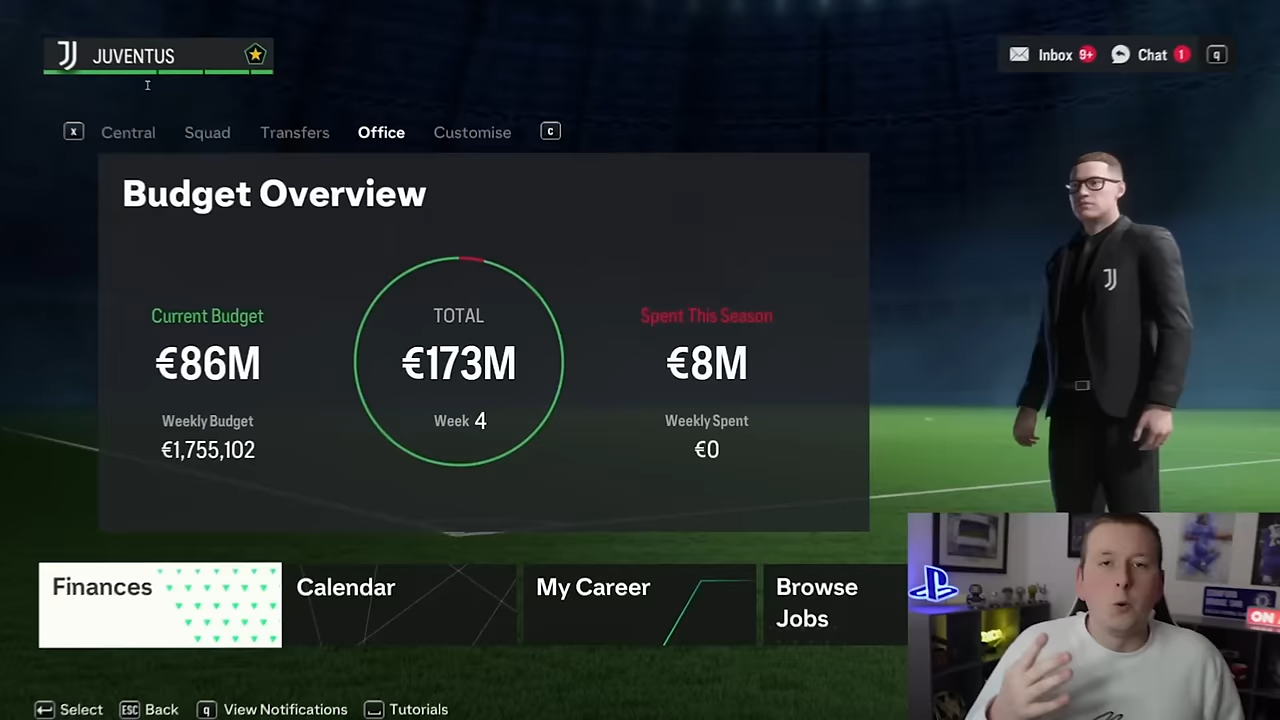 JUVENTUS
Inbox 9+ Chat 1 q
x Central Squad Transfers Office Customise c
Budget Overview
Current Budget
€86M
Weekly Budget
€1,755,102
TOTAL
€173M
Week 4
Spent This Season
€8M
Weekly Spent
€0
Finances
Calendar
My Career
Browse
Jobs
ON
Select ESC Back q View Notifications Tutorials